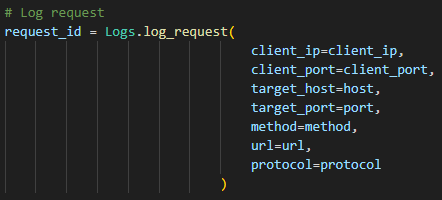 # Log request
request_id = Logs.log_request(
client_ip=client_ip,
client_port=client_port,
target_host=host,
target_port=port,
method=method,
url=url,
protocol=protocol
)